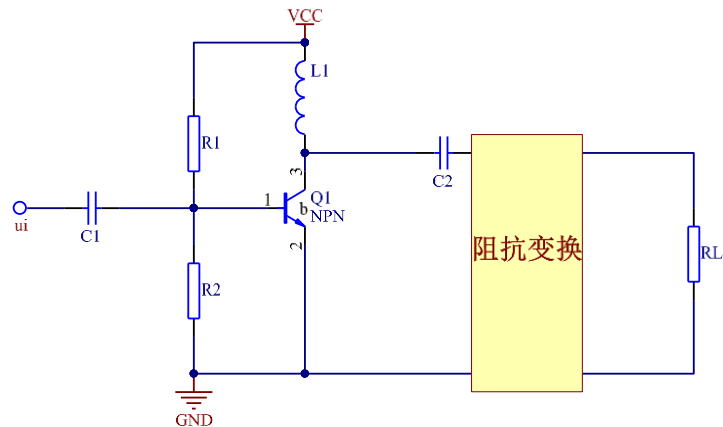 VCC
L1
R1
3
Q1
1
b
NPN
C2
ui
C1
2
阻抗变换
RL
R2
GND